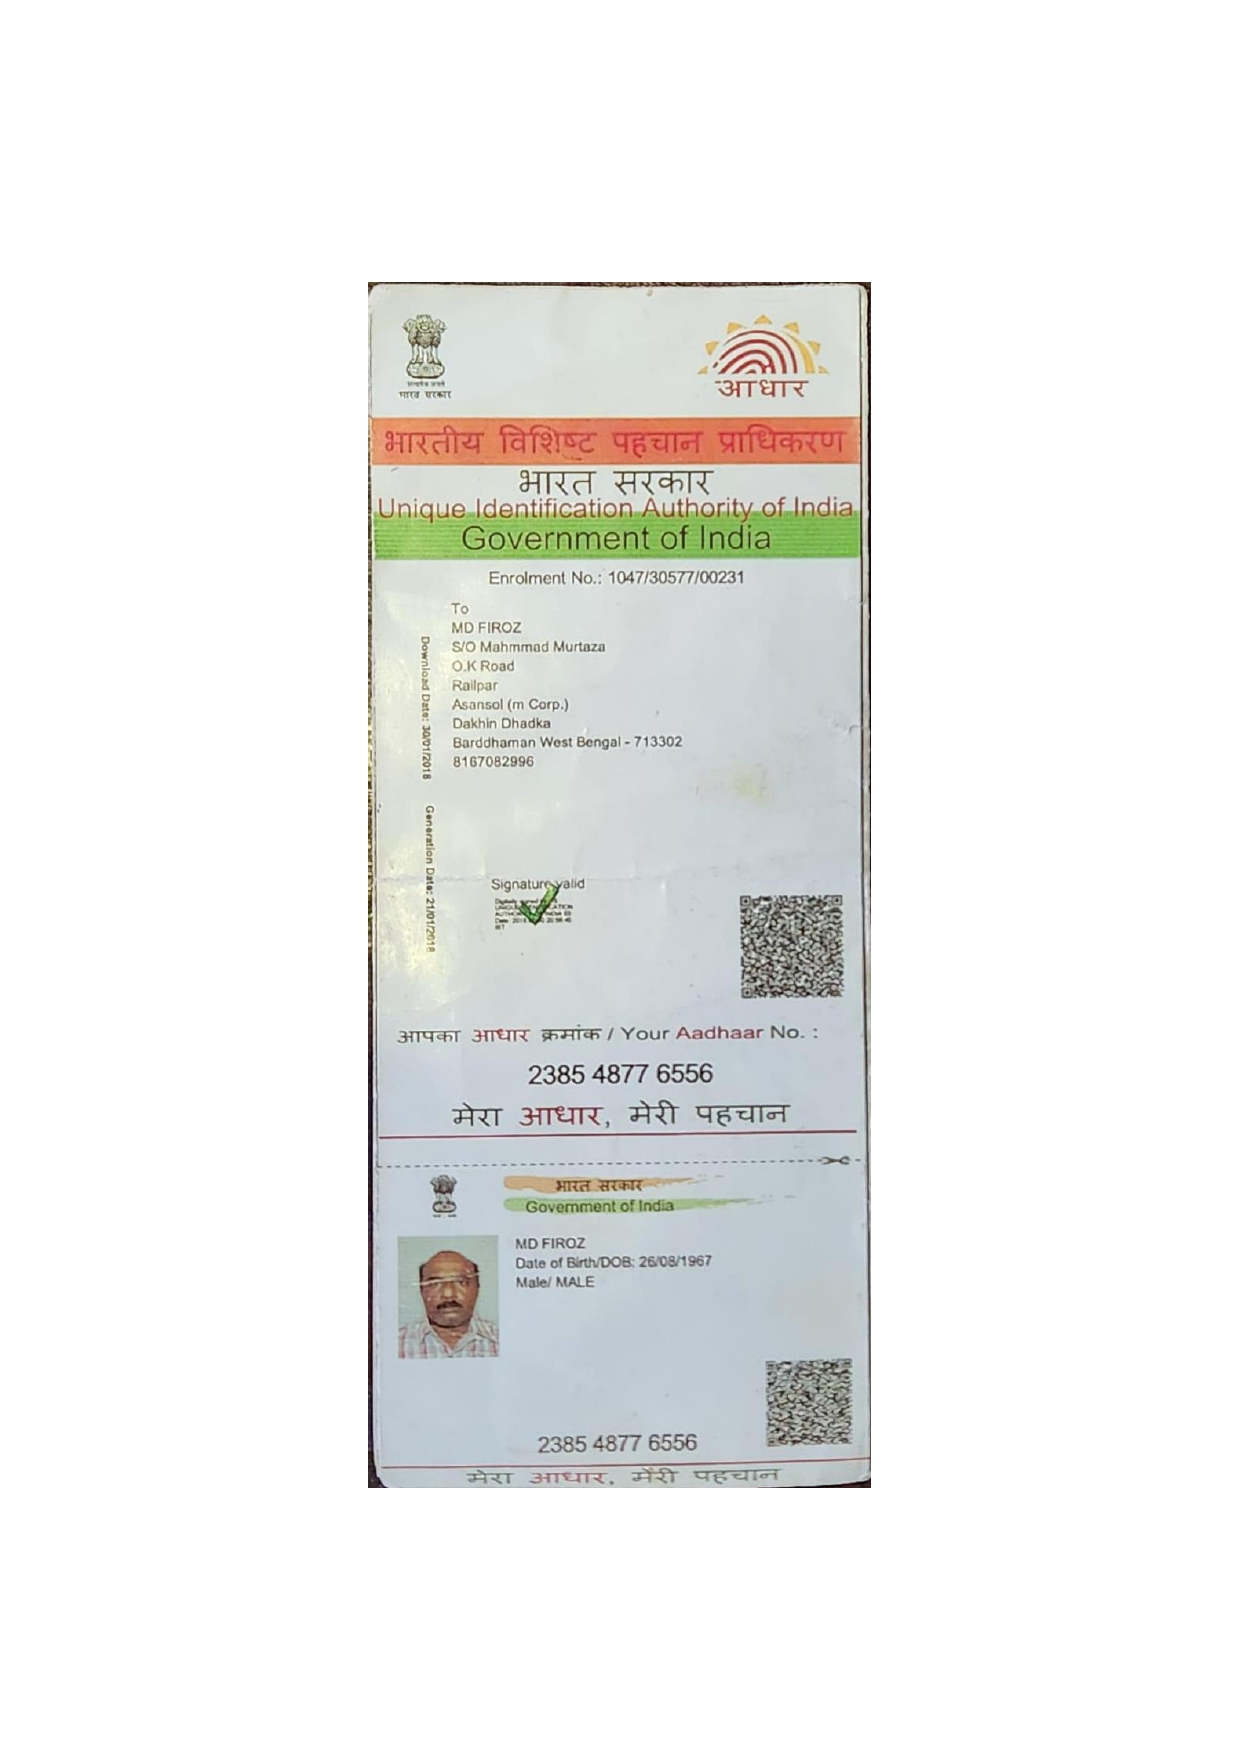 सत्यमेव जयते
भारत सरकार
आधार
भारतीय विशिष्ट पहचान प्राधिकरण
भारत सरकार
Unique Identification Authority of India
Government of India
Enrolment No.: 1047/30577/00231
To
MD FIROZ
S/O Mahmmad Murtaza
O.K Road
Railpar
Asansol (m Corp.)
Dakhin Dhadka
Barddhaman West Bengal - 713302
8167082996
Download Date: 30/01/2018
Generation Date: 21/01/2018
Signature valid
आपका आधार क्रमांक / Your Aadhaar No. :
2385 4877 6556
मेरा आधार, मेरी पहचान
भारत सरकार
Government of India
MD FIROZ
Date of Birth/DOB: 26/08/1967
Male/ MALE
2385 4877 6556
मेरा आधार, मेरी पहचान